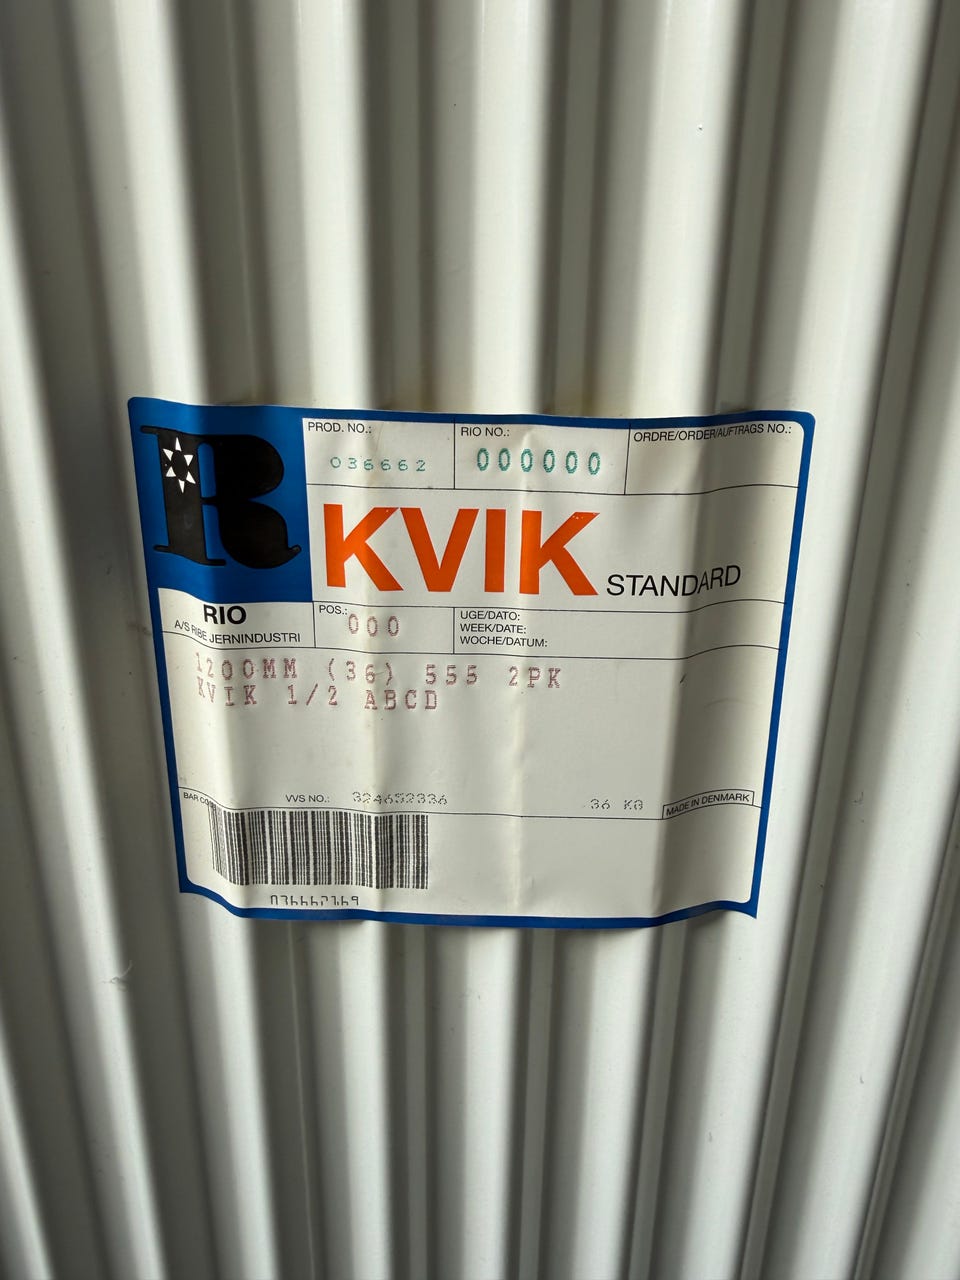 R
PROD. NO.: RIO NO.: ORDRE/ORDER/AUFTRAGS NO.:
036662 000000
KVIK STANDARD
RIO
A/S RIBE JERNINDUSTRI
POS.: 000
UGE/DATO:
WEEK/DATE:
WOCHE/DATUM:
1200MM (36) 555 2PK
KVIK 1/2 ABCD
BAR CODE VVS NO.: 324652336 36 KG MADE IN DENMARK